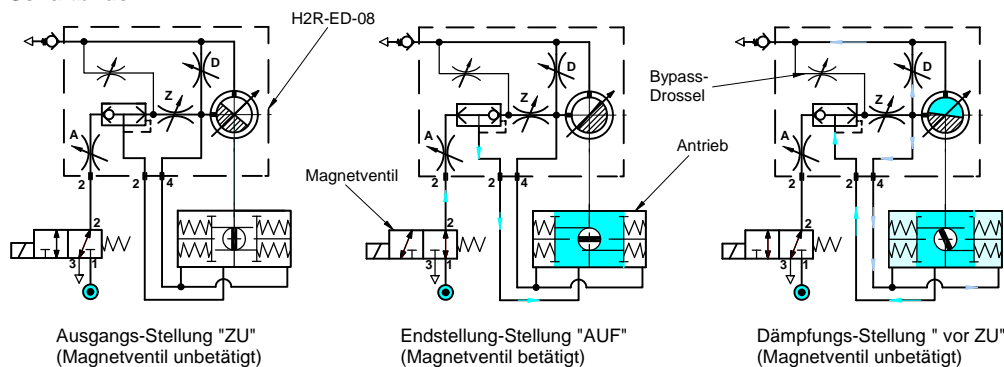 H2R-ED-08
D
Z
A
2
2
4
2
3
1
Ausgangs-Stellung "ZU"
(Magnetventil unbetätigt)
D
Z
A
2
2
4
Magnetventil
2
3
1
Endstellung-Stellung "AUF"
(Magnetventil betätigt)
Bypass-
Drossel
Antrieb
D
Z
A
2
2
4
2
3
1
Dämpfungs-Stellung " vor ZU"
(Magnetventil unbetätigt)